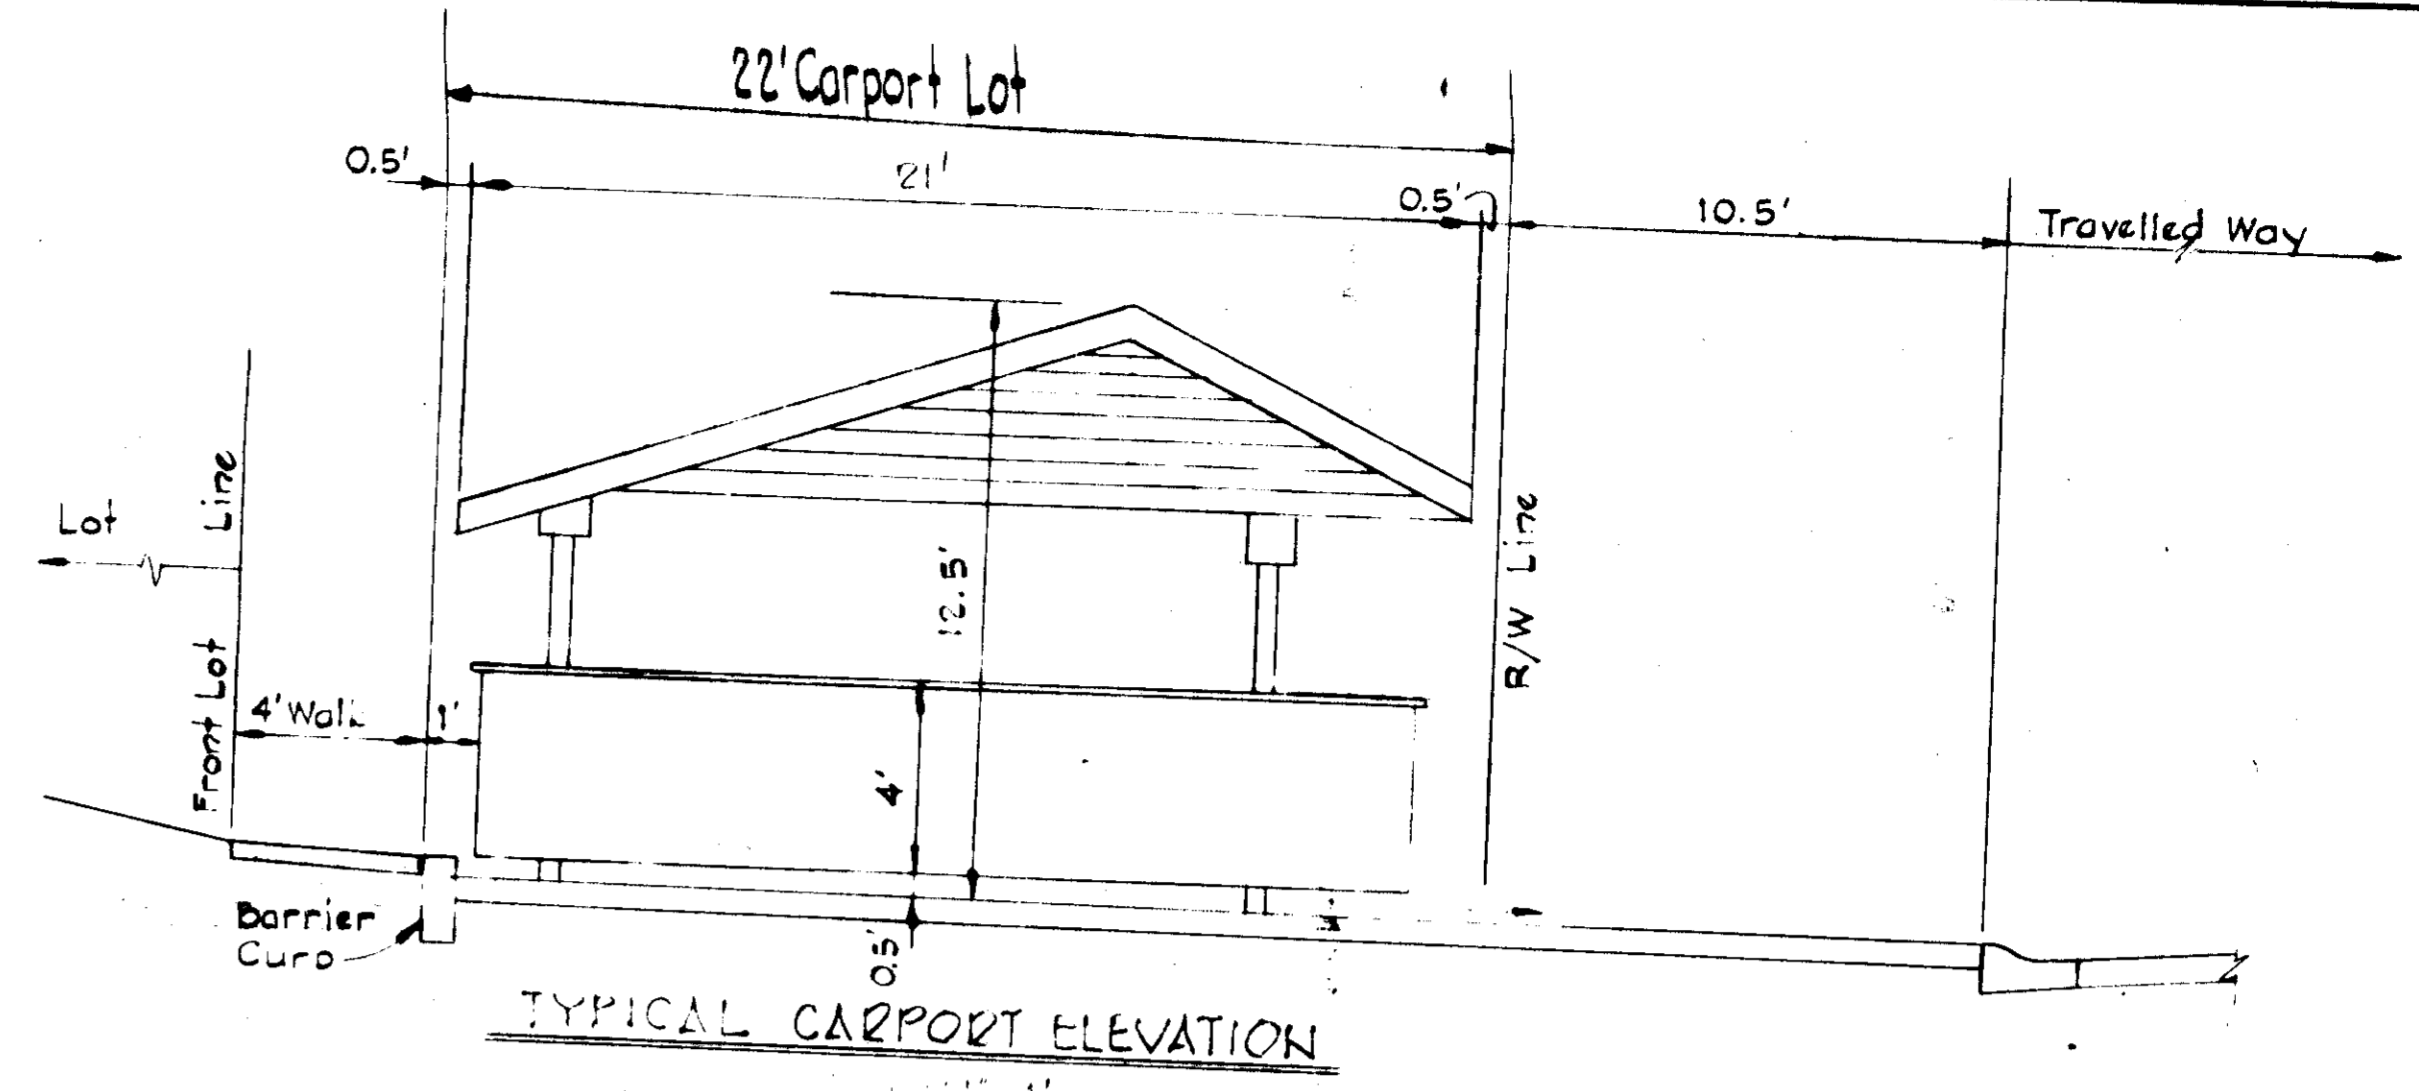 22' Carport Lot
0.5'
21'
0.5'
10.5'
Travelled Way
Lot
Front Lot Line
R/W Line
12.5'
4' Walk
1'
4'
Barrier
Curb
0.5'
TYPICAL CARPORT ELEVATION